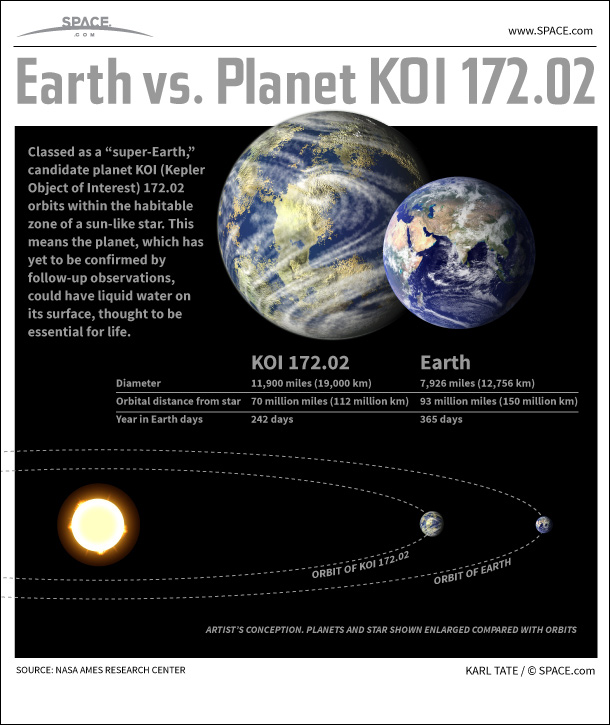 SPACE
.COM
www.SPACE.com
Earth vs. Planet KOI 172.02
Classed as a “super-Earth,”
candidate planet KOI (Kepler
Object of Interest) 172.02
orbits within the habitable
zone of a sun-like star. This
means the planet, which has
yet to be confirmed by
follow-up observations,
could have liquid water on
its surface, thought to be
essential for life.
KOI 172.02 Earth
Diameter 11,900 miles (19,000 km) 7,926 miles (12,756 km)
Orbital distance from star 70 million miles (112 million km) 93 million miles (150 million km)
Year in Earth days 242 days 365 days
ORBIT OF KOI 172.02
ORBIT OF EARTH
ARTIST’S CONCEPTION. PLANETS AND STAR SHOWN ENLARGED COMPARED WITH ORBITS
SOURCE: NASA AMES RESEARCH CENTER
KARL TATE / © SPACE.com